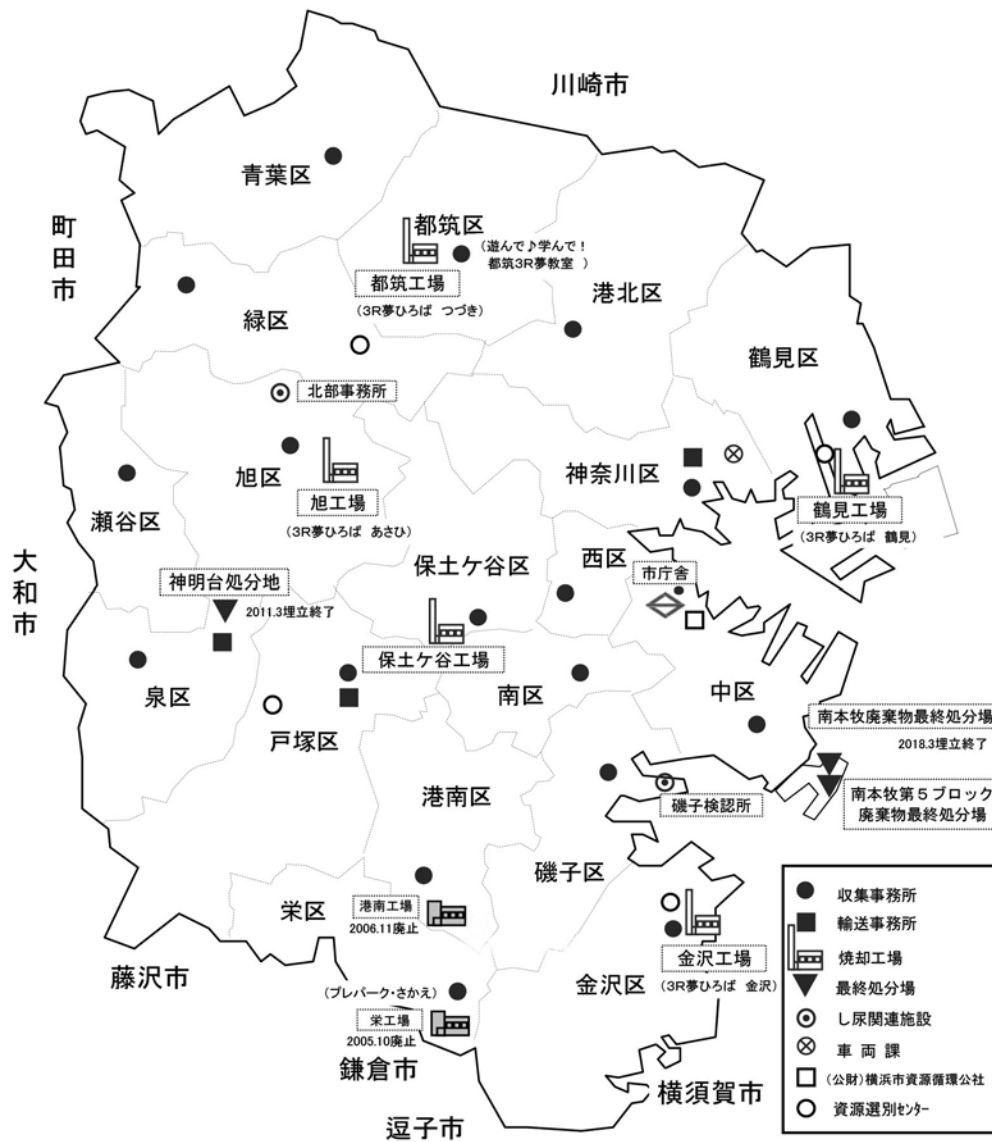 川崎市
青葉区
町田市
都筑区
(遊んで♪学んで!
都筑3R夢教室 )
都筑工場
(3R夢ひろば つづき)
港北区
緑区
鶴見区
北部事務所
旭区
神奈川区
瀬谷区
旭工場
(3R夢ひろば あさひ)
鶴見工場
(3R夢ひろば 鶴見)
大和市
保土ケ谷区
西区
市庁舎
神明台処分地
2011.3埋立終了
保土ケ谷工場
泉区
南区
中区
戸塚区
南本牧廃棄物最終処分場
2018.3埋立終了
港南区
磯子検認所
南本牧第5ブロック
廃棄物最終処分場
磯子区
栄区
港南工場
2006.11廃止
金沢工場
(3R夢ひろば 金沢)
金沢区
藤沢市
(プレパーク・さかえ)
栄工場
2005.10廃止
鎌倉市
横須賀市
逗子市
収集事務所
輸送事務所
焼却工場
最終処分場
し尿関連施設
車両課
(公財)横浜市資源循環公社
資源選別センター